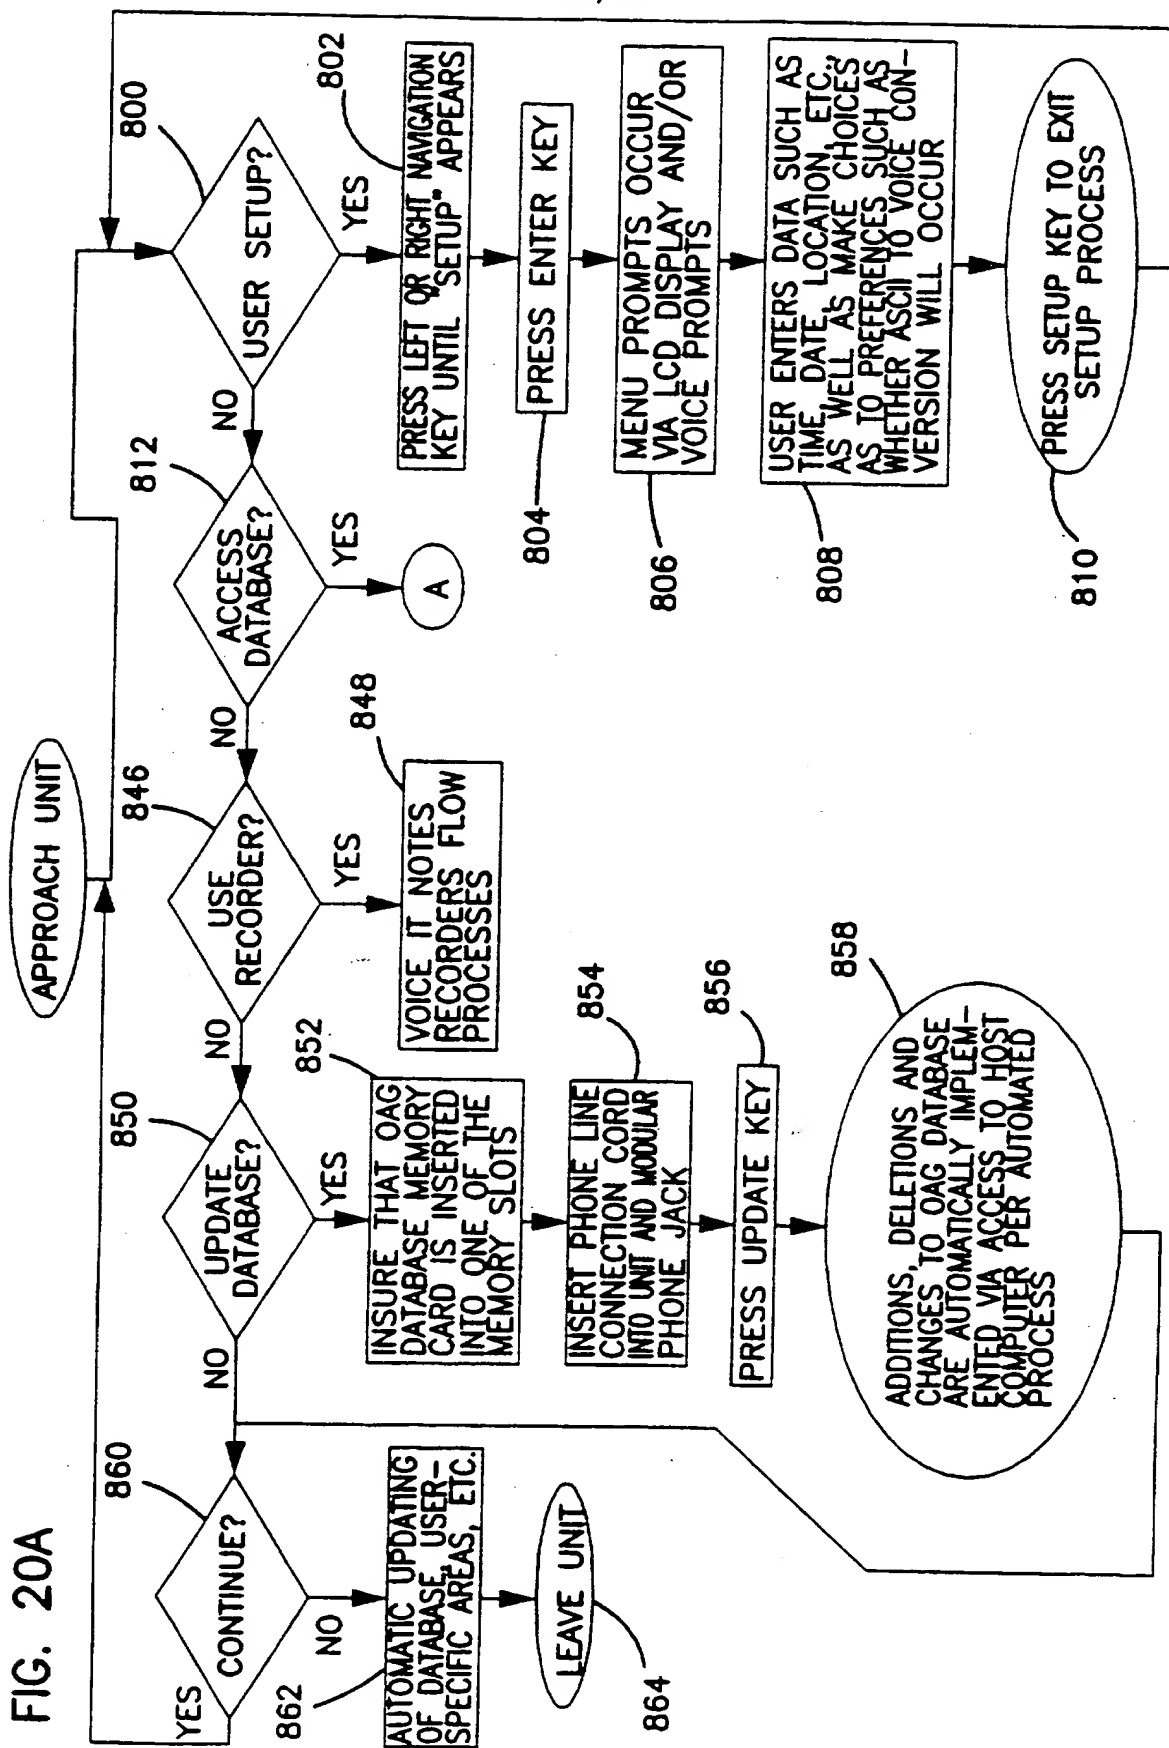 FIG. 20A
APPROACH UNIT
800
USER SETUP?
YES
NO
802
PRESS LEFT OR RIGHT NAVIGATION
KEY UNTIL "SETUP" APPEARS
804
PRESS ENTER KEY
806
MENU PROMPTS OCCUR
VIA LCD DISPLAY AND/OR
VOICE PROMPTS
808
USER ENTERS DATA SUCH AS
TIME, DATE, LOCATION, ETC.,
AS WELL AS MAKE CHOICES
AS TO PREFERENCES SUCH AS
WHETHER ASCII TO VOICE CON-
VERSION WILL OCCUR
810
PRESS SETUP KEY TO EXIT
SETUP PROCESS
812
ACCESS
DATABASE?
YES
A
NO
846
USE
RECORDER?
YES
NO
848
VOICE IT NOTES
RECORDERS FLOW
PROCESSES
850
UPDATE
DATABASE?
YES
NO
852
INSURE THAT OAG
DATABASE MEMORY
CARD IS INSERTED
INTO ONE OF THE
MEMORY SLOTS
854
INSERT PHONE LINE
CONNECTION CORD
INTO UNIT AND MODULAR
PHONE JACK
856
PRESS UPDATE KEY
858
ADDITIONS, DELETIONS AND
CHANGES TO OAG DATABASE
ARE AUTOMATICALLY IMPLEM-
ENTED VIA ACCESS TO HOST
COMPUTER PER AUTOMATED
PROCESS
860
CONTINUE?
YES
NO
862
AUTOMATIC UPDATING
OF DATABASE, USER-
SPECIFIC AREAS, ETC.
864
LEAVE UNIT